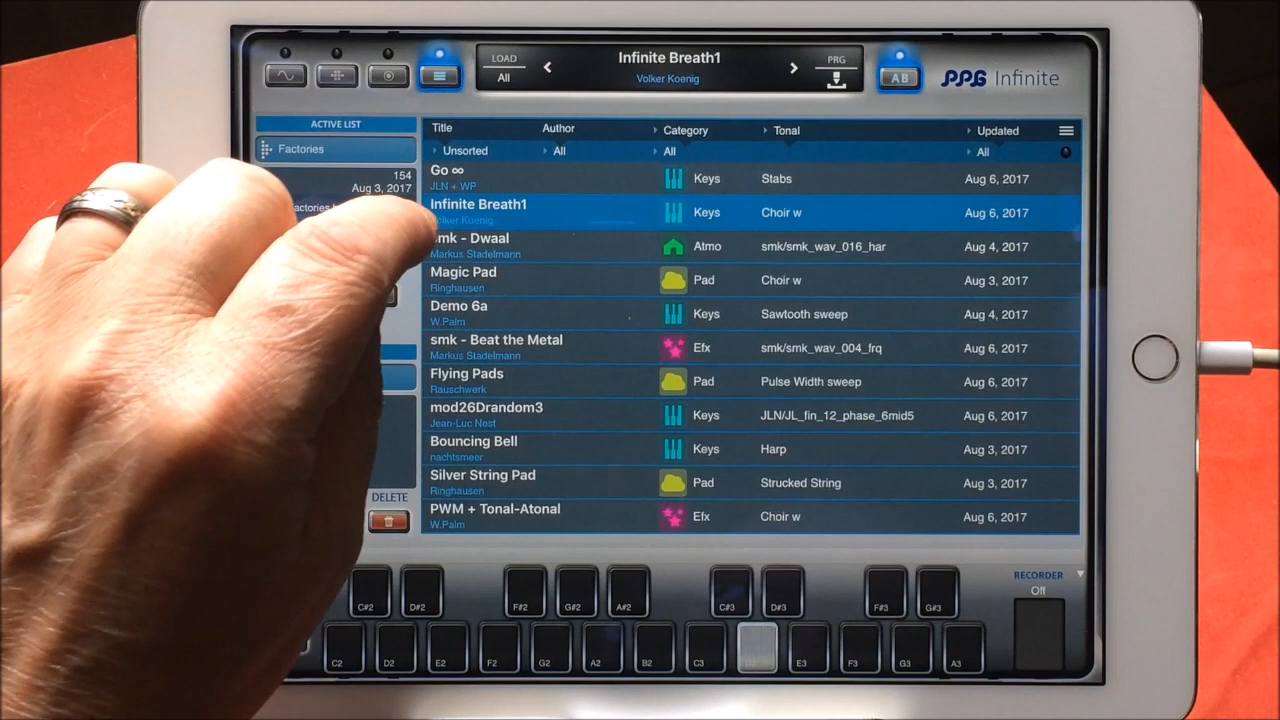 LOAD
All
Infinite Breath1
Volker Koenig
PRG
AB
PPG Infinite
ACTIVE LIST
Factories
154
Aug 3, 2017
Title Author Category Tonal Updated
Unsorted All All All
Go ∞
JLN + WP
Keys Stabs Aug 6, 2017
Infinite Breath1
Volker Koenig
Keys Choir w Aug 6, 2017
smk - Dwaal
Markus Stadelmann
Atmo smk/smk_wav_016_har Aug 4, 2017
Magic Pad
Ringhausen
Pad Choir w Aug 3, 2017
Demo 6a
W.Palm
Keys Sawtooth sweep Aug 4, 2017
smk - Beat the Metal
Markus Stadelmann
Efx smk/smk_wav_004_frq Aug 6, 2017
Flying Pads
Rauschwerk
Pad Pulse Width sweep Aug 6, 2017
mod26Drandom3
Jean-Luc Nest
Keys JLN/JL_fin_12_phase_6mid5 Aug 6, 2017
Bouncing Bell
nachtsmeer
Keys Harp Aug 3, 2017
Silver String Pad
Ringhausen
Pad Strucked String Aug 3, 2017
PWM + Tonal-Atonal
W.Palm
Efx Choir w Aug 6, 2017
DELETE
RECORDER
Off
C#2 D#2 F#2 G#2 A#2 C#3 D#3 F#3 G#3
C2 D2 E2 F2 G2 A2 B2 C3 E3 F3 G3 A3